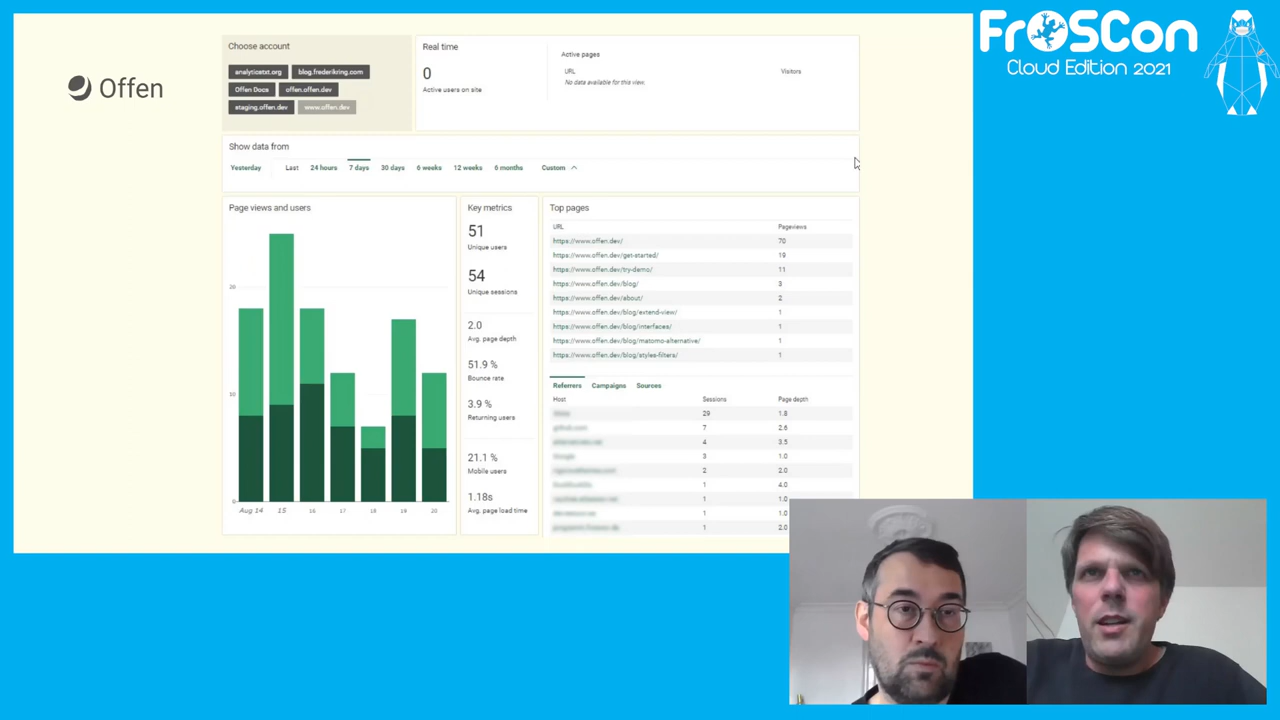 FrOSCon
Cloud Edition 2021
Offen
Choose account
analyticstxt.org
blog.frederikring.com
Offen Docs
offen.offen.dev
staging.offen.dev
www.offen.dev
Real time
0
Active users on site
Active pages
URL Visitors
No data available for this view.
Show data from
Yesterday Last 24 hours 7 days 30 days 6 weeks 12 weeks 6 months Custom
Page views and users
20
10
0
Aug 14 15 16 17 18 19 20
Key metrics
51
Unique users
54
Unique sessions
2.0
Avg. page depth
51.9 %
Bounce rate
3.9 %
Returning users
21.1 %
Mobile users
1.18s
Avg. page load time
Top pages
URL Pageviews
https://www.offen.dev/ 70
https://www.offen.dev/get-started/ 19
https://www.offen.dev/try-demo/ 11
https://www.offen.dev/blog/ 3
https://www.offen.dev/about/ 2
https://www.offen.dev/blog/extend-view/ 1
https://www.offen.dev/blog/interfaces/ 1
https://www.offen.dev/blog/matomo-alternative/ 1
https://www.offen.dev/blog/styles-filters/ 1
Referrers Campaigns Sources
Host Sessions Page depth
29 1.8
github.com 7 2.6
4 3.5
Google 3 1.0
2 2.0
1 4.0
1 1.0
1 1.0
1 2.0